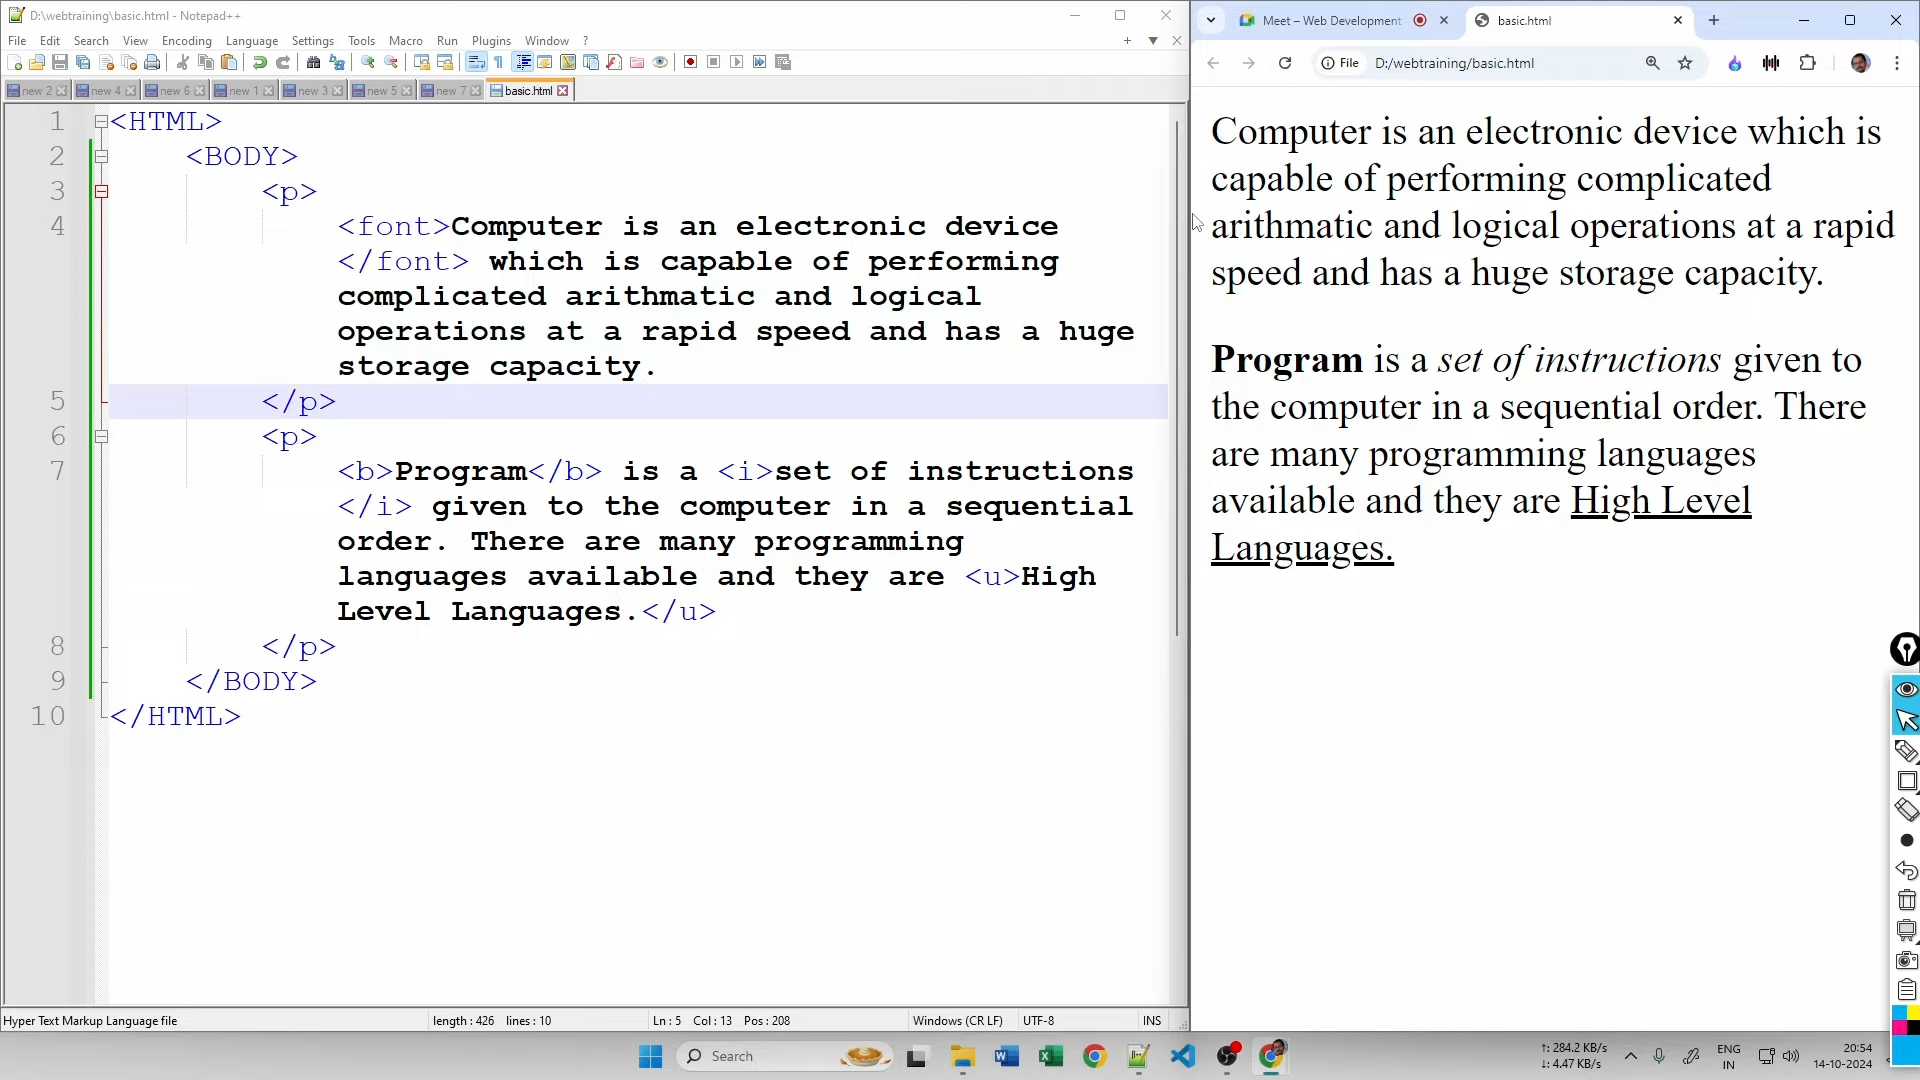 D:\webtraining\basic.html - Notepad++
File Edit Search View Encoding Language Settings Tools Macro Run Plugins Window ?
new 2 new 4 new 6 new 1 new 3 new 5 new 7 basic.html
1 <HTML>
2 <BODY>
3 <p>
4 <font>Computer is an electronic device
</font> which is capable of performing
complicated arithmatic and logical
operations at a rapid speed and has a huge
storage capacity.
5 </p>
6 <p>
7 <b>Program</b> is a <i>set of instructions
</i> given to the computer in a sequential
order. There are many programming
languages available and they are <u>High
Level Languages.</u>
8 </p>
9 </BODY>
10 </HTML>
Hyper Text Markup Language file length : 426 lines : 10 Ln : 5 Col : 13 Pos : 208 Windows (CR LF) UTF-8 INS
Meet – Web Development basic.html
File D:/webtraining/basic.html
Computer is an electronic device which is
capable of performing complicated
arithmatic and logical operations at a rapid
speed and has a huge storage capacity.
Program is a set of instructions given to
the computer in a sequential order. There
are many programming languages
available and they are High Level
Languages.
Search
↑: 284.2 KB/s
↓: 4.47 KB/s
ENG
IN
20:54
14-10-2024